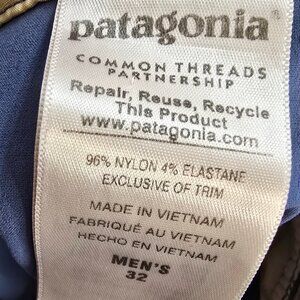 patagonia®
COMMON THREADS
PARTNERSHIP
Repair, Reuse, Recycle
This Product
www.patagonia.com
96% NYLON 4% ELASTANE
EXCLUSIVE OF TRIM
MADE IN VIETNAM
FABRIQUÉ AU VIETNAM
HECHO EN VIETNAM
MEN'S
32